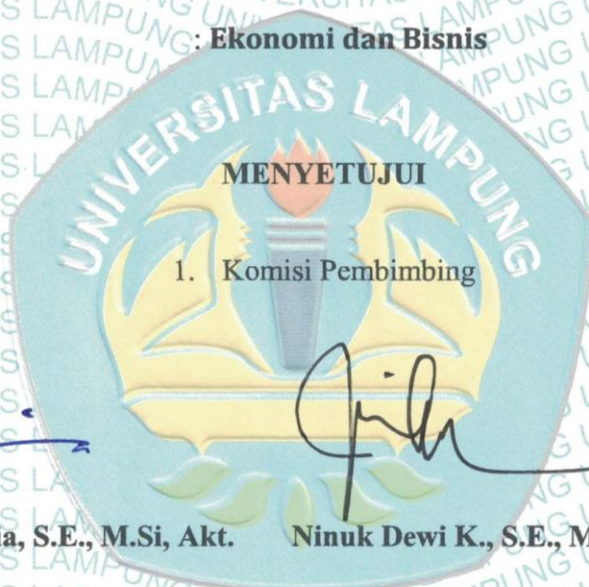 : Ekonomi dan Bisnis
UNIVERSITAS LAMPUNG
MENYETUJUI
1. Komisi Pembimbing
S.E., M.Si, Akt. Ninuk Dewi K., S.E.,